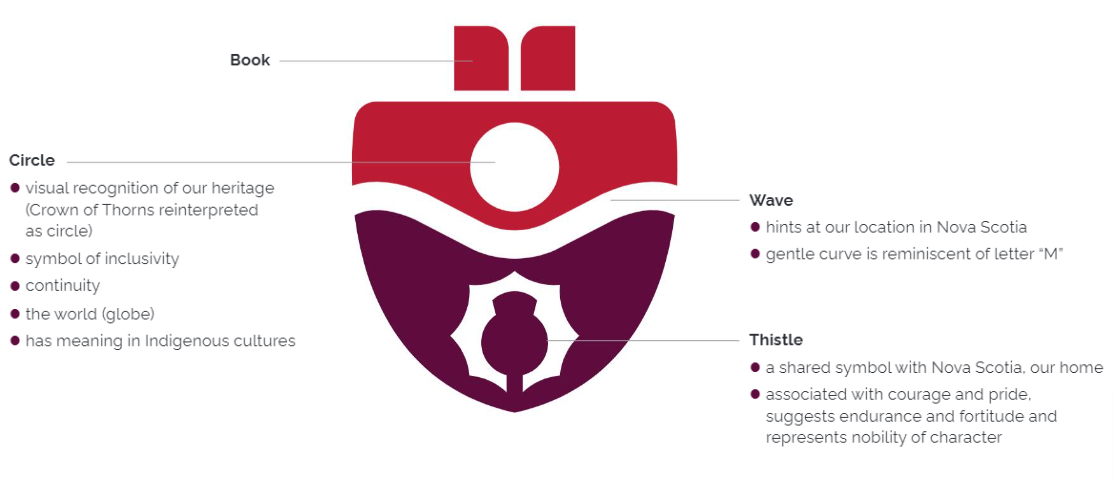 Book
Circle
● visual recognition of our heritage
(Crown of Thorns reinterpreted
as circle)
● symbol of inclusivity
● continuity
● the world (globe)
● has meaning in Indigenous cultures
Wave
● hints at our location in Nova Scotia
● gentle curve is reminiscent of letter “M”
Thistle
● a shared symbol with Nova Scotia, our home
● associated with courage and pride,
suggests endurance and fortitude and
represents nobility of character